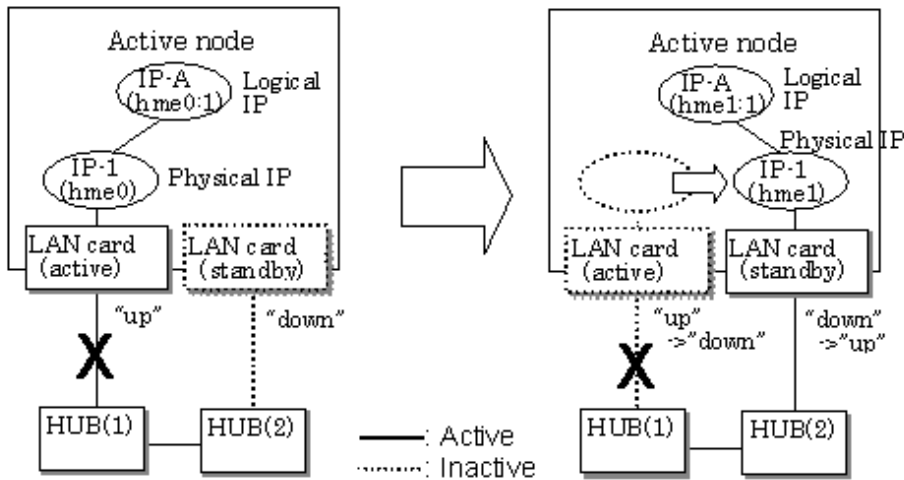 Active node
IP-A
(hme0:1)
Logical
IP
IP-1
(hme0)
Physical IP
LAN card
(active)
LAN card
(standby)
"up"
"down"
X
HUB(1)
HUB(2)
Active node
IP-A
(hme1:1)
Logical
IP
Physical IP
IP-1
(hme1)
LAN card
(active)
LAN card
(standby)
"up"
->"down"
"down"
->"up"
X
HUB(1)
HUB(2)
: Active
: Inactive